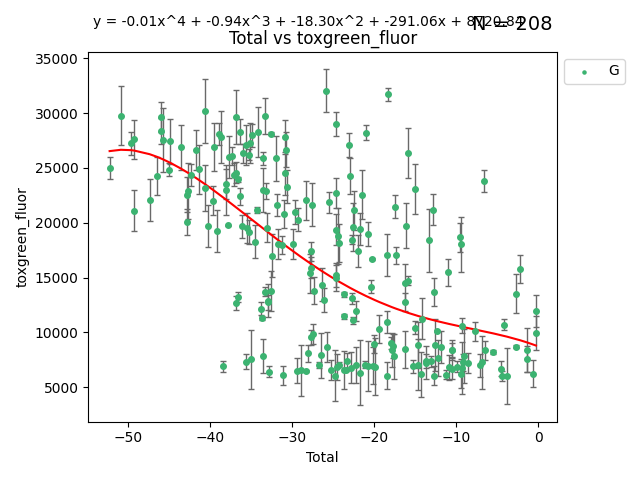 y = -0.01x^4 + -0.94x^3 + -18.30x^2 + -291.06x + 8720.84
N = 208
Total vs toxgreen_fluor
35000
30000
25000
20000
15000
10000
5000
toxgreen_fluor
−50 −40 −30 −20 −10 0
Total
G